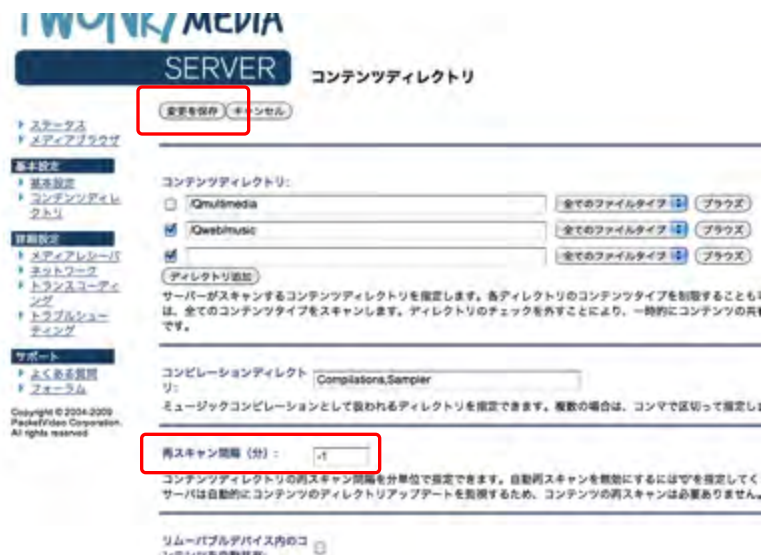 TWONKY MEDIA
SERVER
コンテンツディレクトリ
変更を保存 キャンセル
ステータス
メディアブラウザ
基本設定
基本設定
コンテンツディレ
クトリ
詳細設定
メディアレシーバ
ネットワーク
トランスコーディ
ング
トラブルシュー
ティング
サポート
よくある質問
フォーラム
Copyright © 2004-2009
PacketVideo Corporation.
All rights reserved
コンテンツディレクトリ:
/Qmultimedia 全てのファイルタイプ ブラウズ
/Qweb/music 全てのファイルタイプ ブラウズ
全てのファイルタイプ ブラウズ
ディレクトリ追加
サーバーがスキャンするコンテンツディレクトリを指定します。各ディレクトリのコンテンツタイプを制限することも
は、全てのコンテンツタイプをスキャンします。ディレクトリのチェックを外すことにより、一時的にコンテンツの共
です。
コンピレーションディレクト
リ:
Compilations,Sampler
ミュージックコンピレーションとして扱われるディレクトリを指定できます。複数の場合は、コンマで区切って指定し
再スキャン間隔（分）: -1
コンテンツディレクトリの再スキャン間隔を分単位で指定できます。自動再スキャンを無効にするには'0'を指定してく
サーバは自動的にコンテンツのディレクトリアップデートを監視するため、コンテンツの再スキャンは必要ありません。
リムーバブルデバイス内のコ